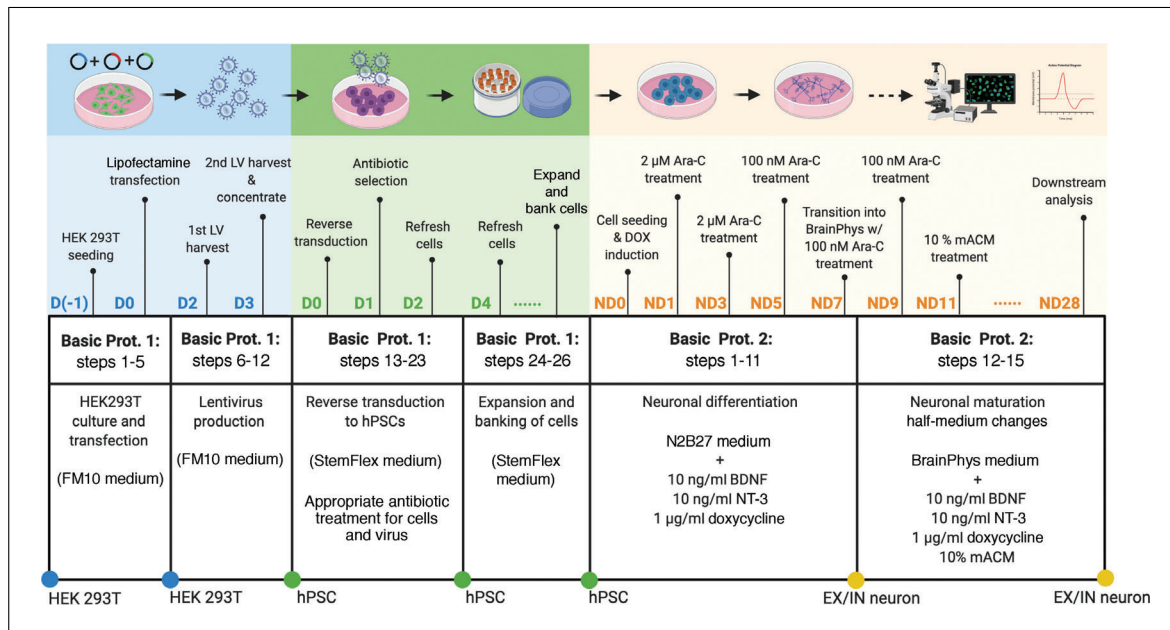 + + +
Lipofectamine
transfection
HEK 293T
seeding
D(-1)
D0
2nd LV harvest
&
concentrate
1st LV
harvest
D2
D3
Antibiotic
selection
Reverse
transduction
Refresh
cells
D0
D1
D2
Expand
and
bank cells
Refresh
cells
D4
......
2 µM Ara-C
treatment
100 nM Ara-C
treatment
100 nM Ara-C
treatment
Downstream
analysis
Cell seeding
& DOX
induction
2 µM Ara-C
treatment
Transition into
BrainPhys w/
100 nM Ara-C
treatment
10 % mACM
treatment
ND0
ND1
ND3
ND5
ND7
ND9
ND11
......
ND28
Basic Prot. 1:
steps 1-5
Basic Prot. 1:
steps 6-12
Basic Prot. 1:
steps 13-23
Basic Prot. 1:
steps 24-26
Basic Prot. 2:
steps 1-11
Basic Prot. 2:
steps 12-15
HEK293T
culture and
transfection
(FM10 medium)
Lentivirus
production
(FM10 medium)
Reverse transduction
to hPSCs
(StemFlex medium)
Appropriate antibiotic
treatment for cells
and virus
Expansion and
banking of cells
(StemFlex
medium)
Neuronal differentiation
N2B27 medium
+
10 ng/ml BDNF
10 ng/ml NT-3
1 µg/ml doxycycline
Neuronal maturation
half-medium changes
BrainPhys medium
+
10 ng/ml BDNF
10 ng/ml NT-3
1 µg/ml doxycycline
10% mACM
HEK 293T
HEK 293T
hPSC
hPSC
hPSC
EX/IN neuron
EX/IN neuron